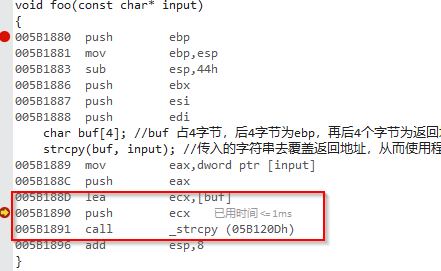 void foo(const char* input)
{
005B1880 push ebp
005B1881 mov ebp,esp
005B1883 sub esp,44h
005B1886 push ebx
005B1887 push esi
005B1888 push edi
char buf[4]; //buf 占4字节，后4字节为ebp，再后4个字节为返回
strcpy(buf, input); //传入的字符串去覆盖返回地址，从而使用程
005B1889 mov eax,dword ptr [input]
005B188C push eax
005B188D lea ecx,[buf]
005B1890 push ecx 已用时间<=1ms
005B1891 call _strcpy (05B120Dh)
005B1896 add esp,8
}